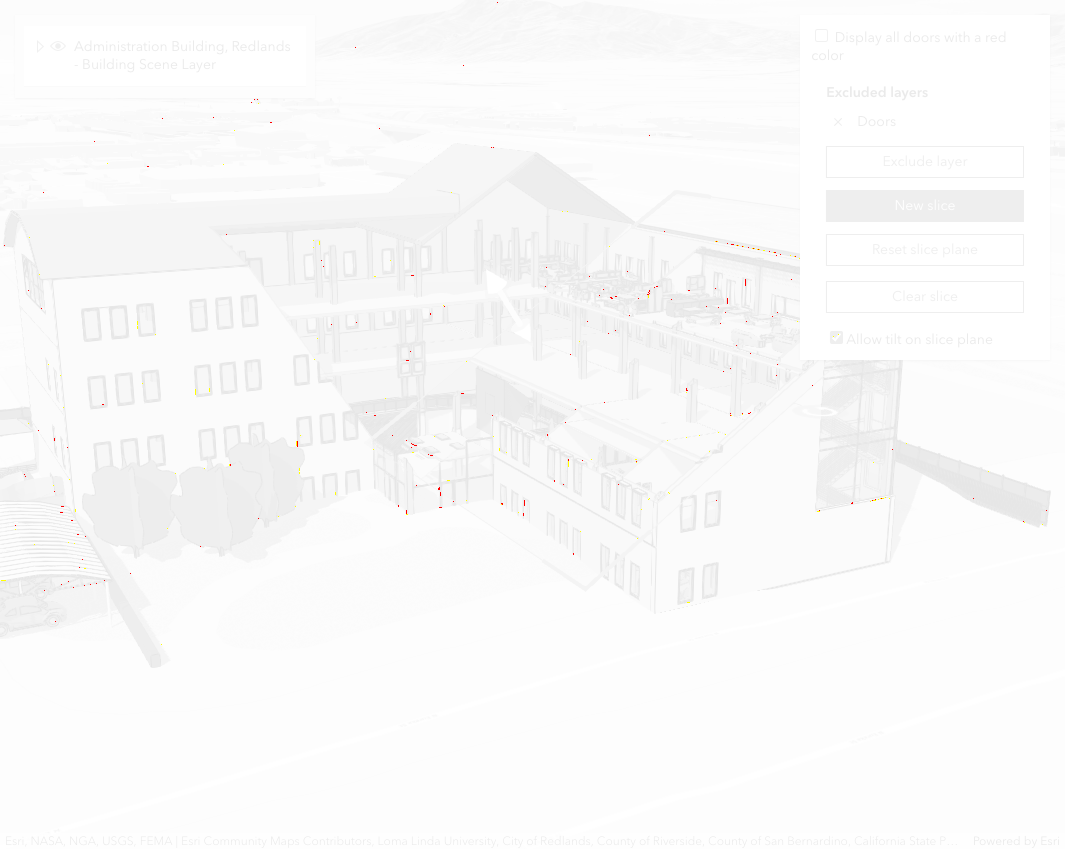 Administration Building, Redlands
- Building Scene Layer
Display all doors with a red
color
Excluded layers
Doors
Exclude layer
New slice
Reset slice plane
Clear slice
Allow tilt on slice plane
Esri, NASA, NGA, USGS, FEMA | Esri Community Maps Contributors, Loma Linda University, City of Redlands, County of Riverside, County of San Bernardino, California State P... Powered by Esri